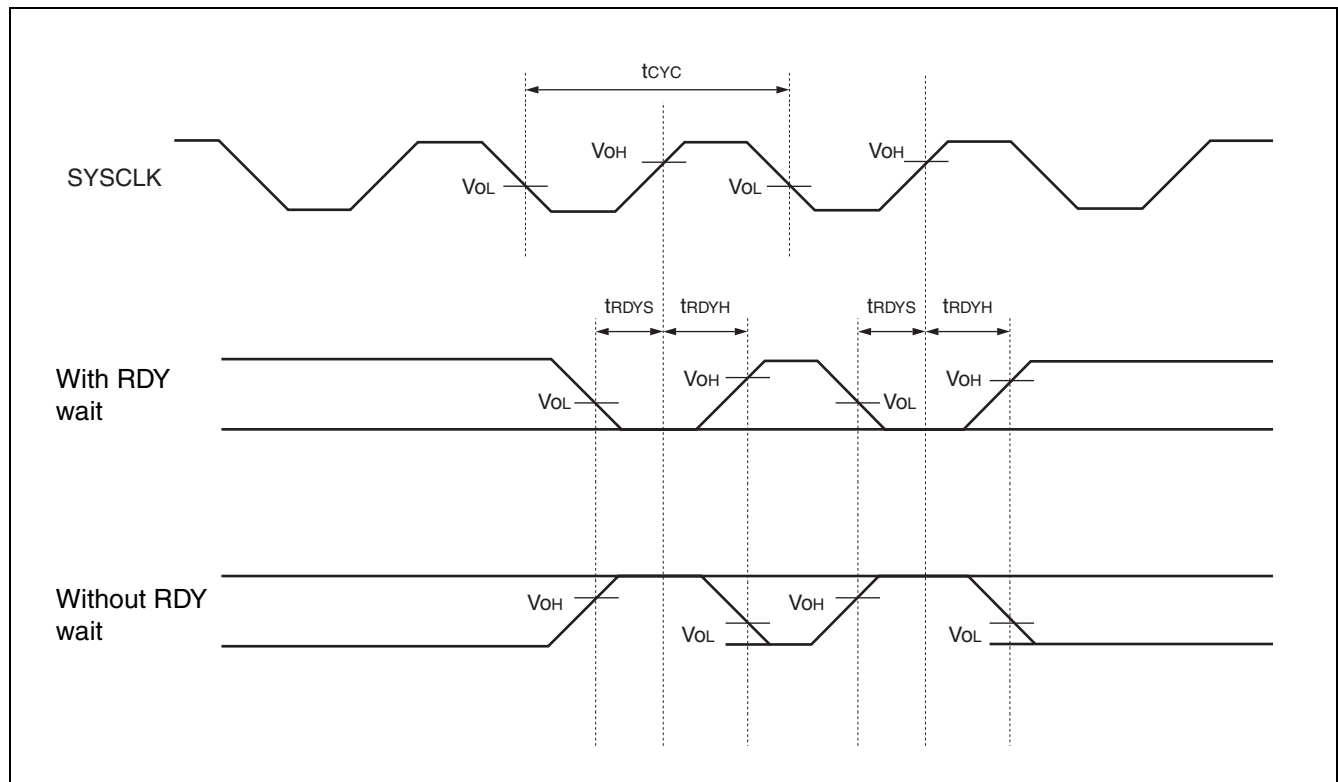 tCYC
SYSCLK
VOL
VOH
VOL
VOH
tRDYS
tRDYH
tRDYS
tRDYH
With RDY
wait
VOL
VOH
VOL
VOH
Without RDY
wait
VOH
VOL
VOH
VOL